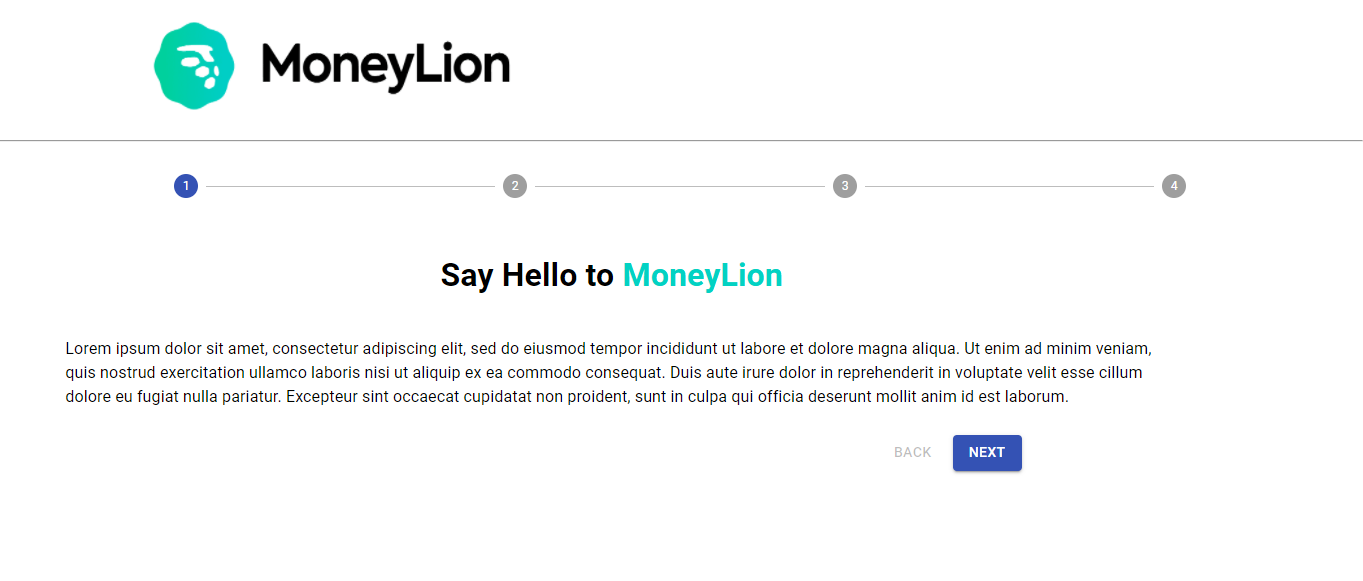 MoneyLion
1 2 3 4
Say Hello to MoneyLion
Lorem ipsum dolor sit amet, consectetur adipiscing elit, sed do eiusmod tempor incididunt ut labore et dolore magna aliqua. Ut enim ad minim veniam,
quis nostrud exercitation ullamco laboris nisi ut aliquip ex ea commodo consequat. Duis aute irure dolor in reprehenderit in voluptate velit esse cillum
dolore eu fugiat nulla pariatur. Excepteur sint occaecat cupidatat non proident, sunt in culpa qui officia deserunt mollit anim id est laborum.
BACK NEXT